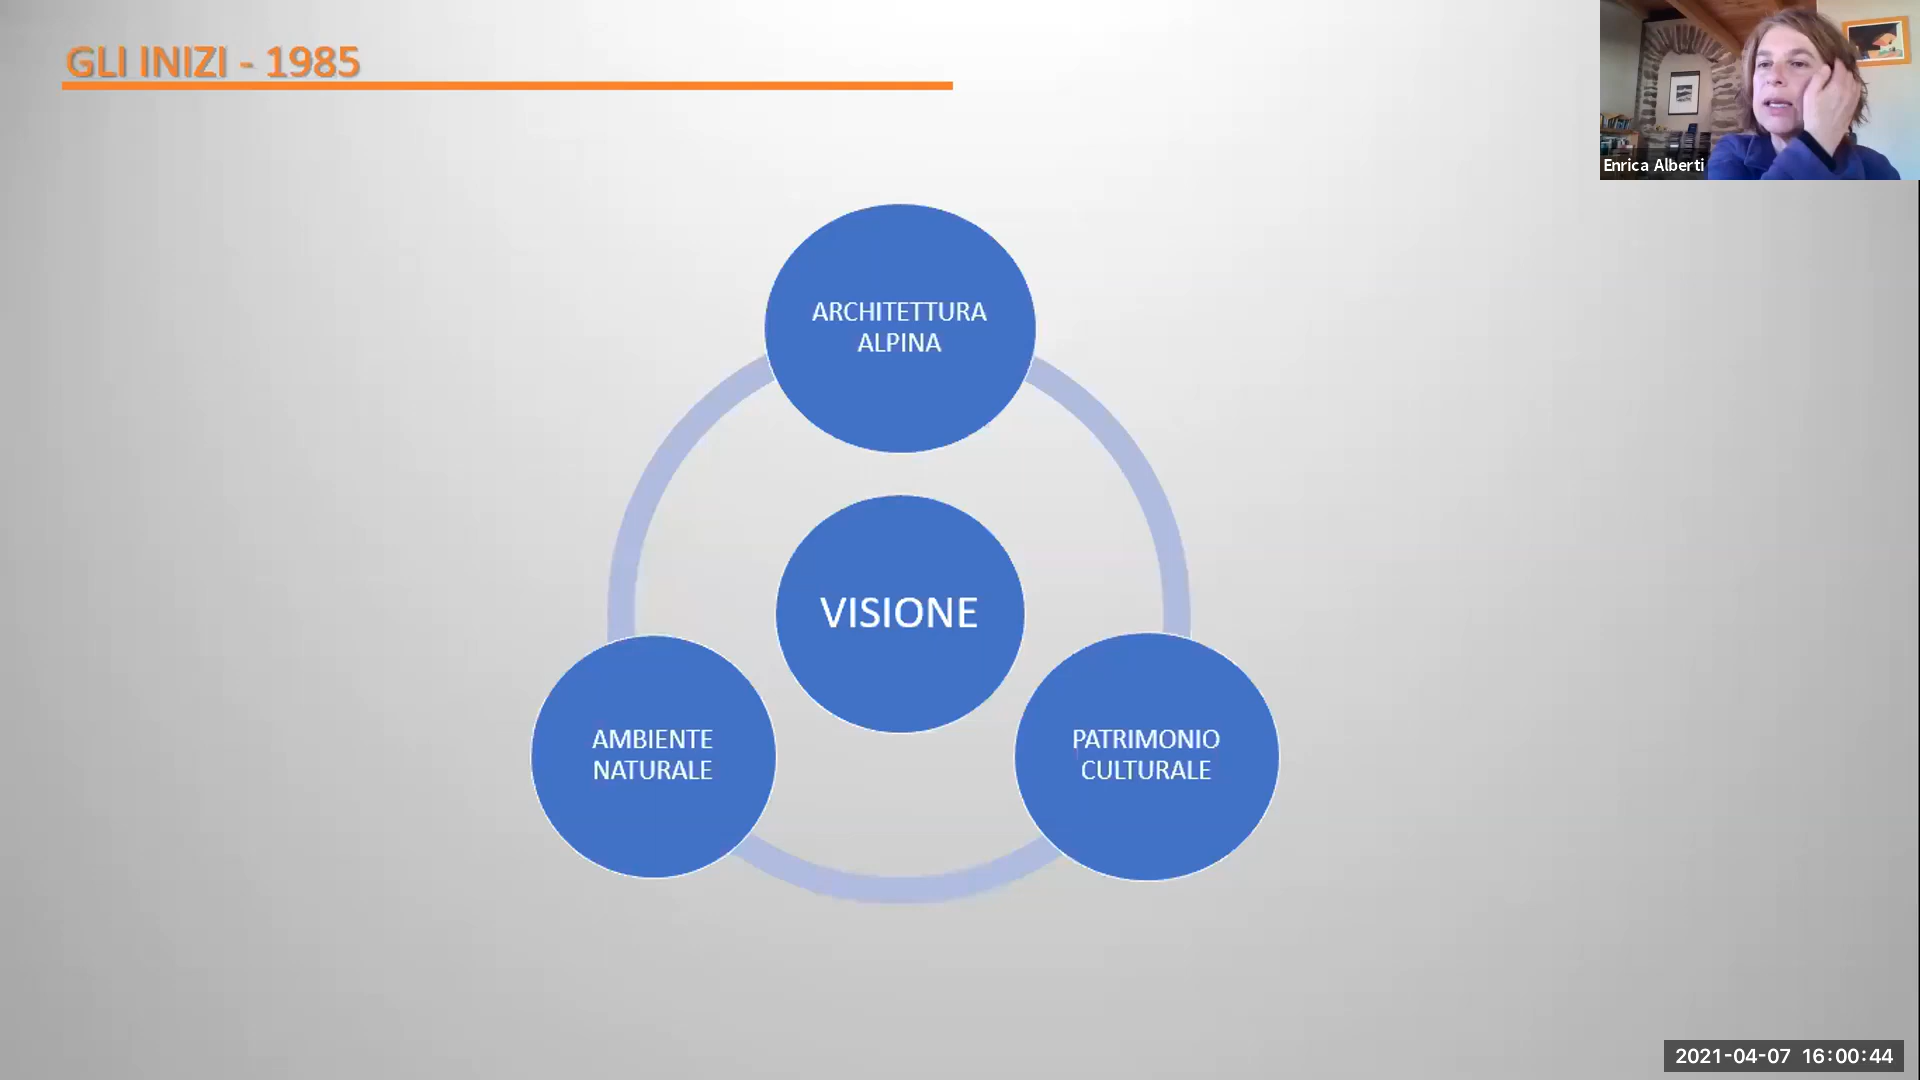 GLI INIZI - 1985
Enrica Alberti
ARCHITETTURA
ALPINA
VISIONE
AMBIENTE
NATURALE
PATRIMONIO
CULTURALE
2021-04-07 16:00:44